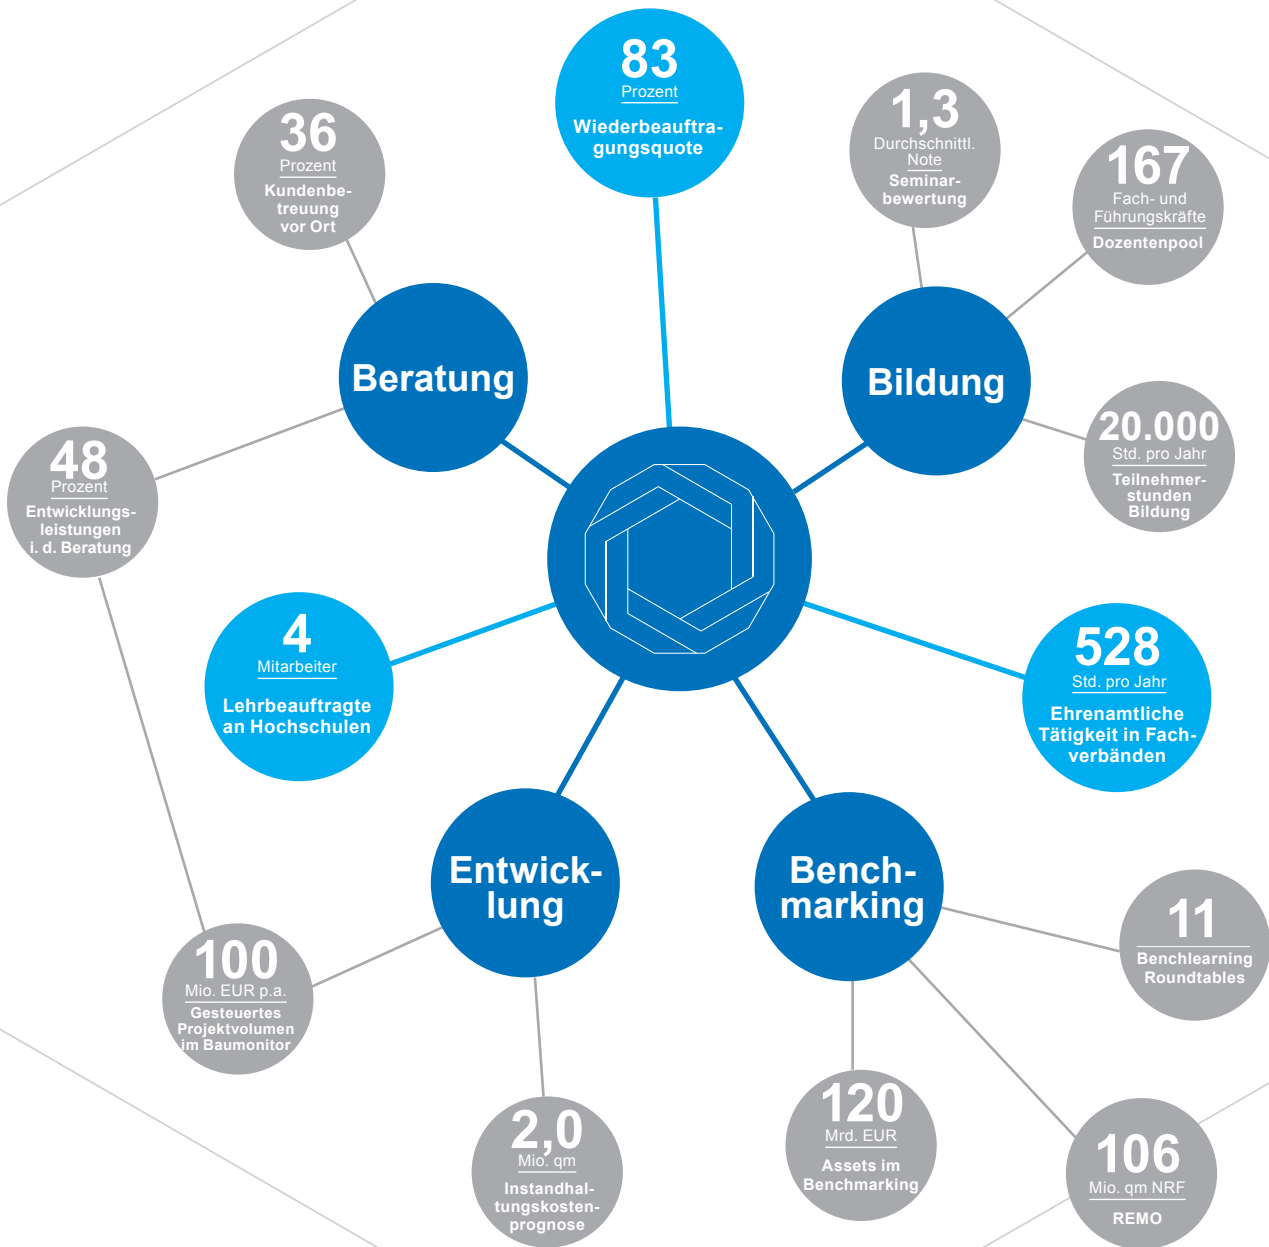 83
Prozent
Wiederbeauftra-
gungsquote
36
Prozent
Kundenbe-
treuung
vor Ort
1,3
Durchschnittl.
Note
Seminar-
bewertung
167
Fach- und
Führungskräfte
Dozentenpool
Beratung
Bildung
48
Prozent
Entwicklungs-
leistungen
i. d. Beratung
20.000
Std. pro Jahr
Teilnehmer-
stunden
Bildung
4
Mitarbeiter
Lehrbeauftragte
an Hochschulen
528
Std. pro Jahr
Ehrenamtliche
Tätigkeit in Fach-
verbänden
Entwick-
lung
Bench-
marking
100
Mio. EUR p.a.
Gesteuertes
Projektvolumen
im Baumonitor
11
Benchlearning
Roundtables
2,0
Mio. qm
Instandhal-
tungskosten-
prognose
120
Mrd. EUR
Assets im
Benchmarking
106
Mio. qm NRF
REMO